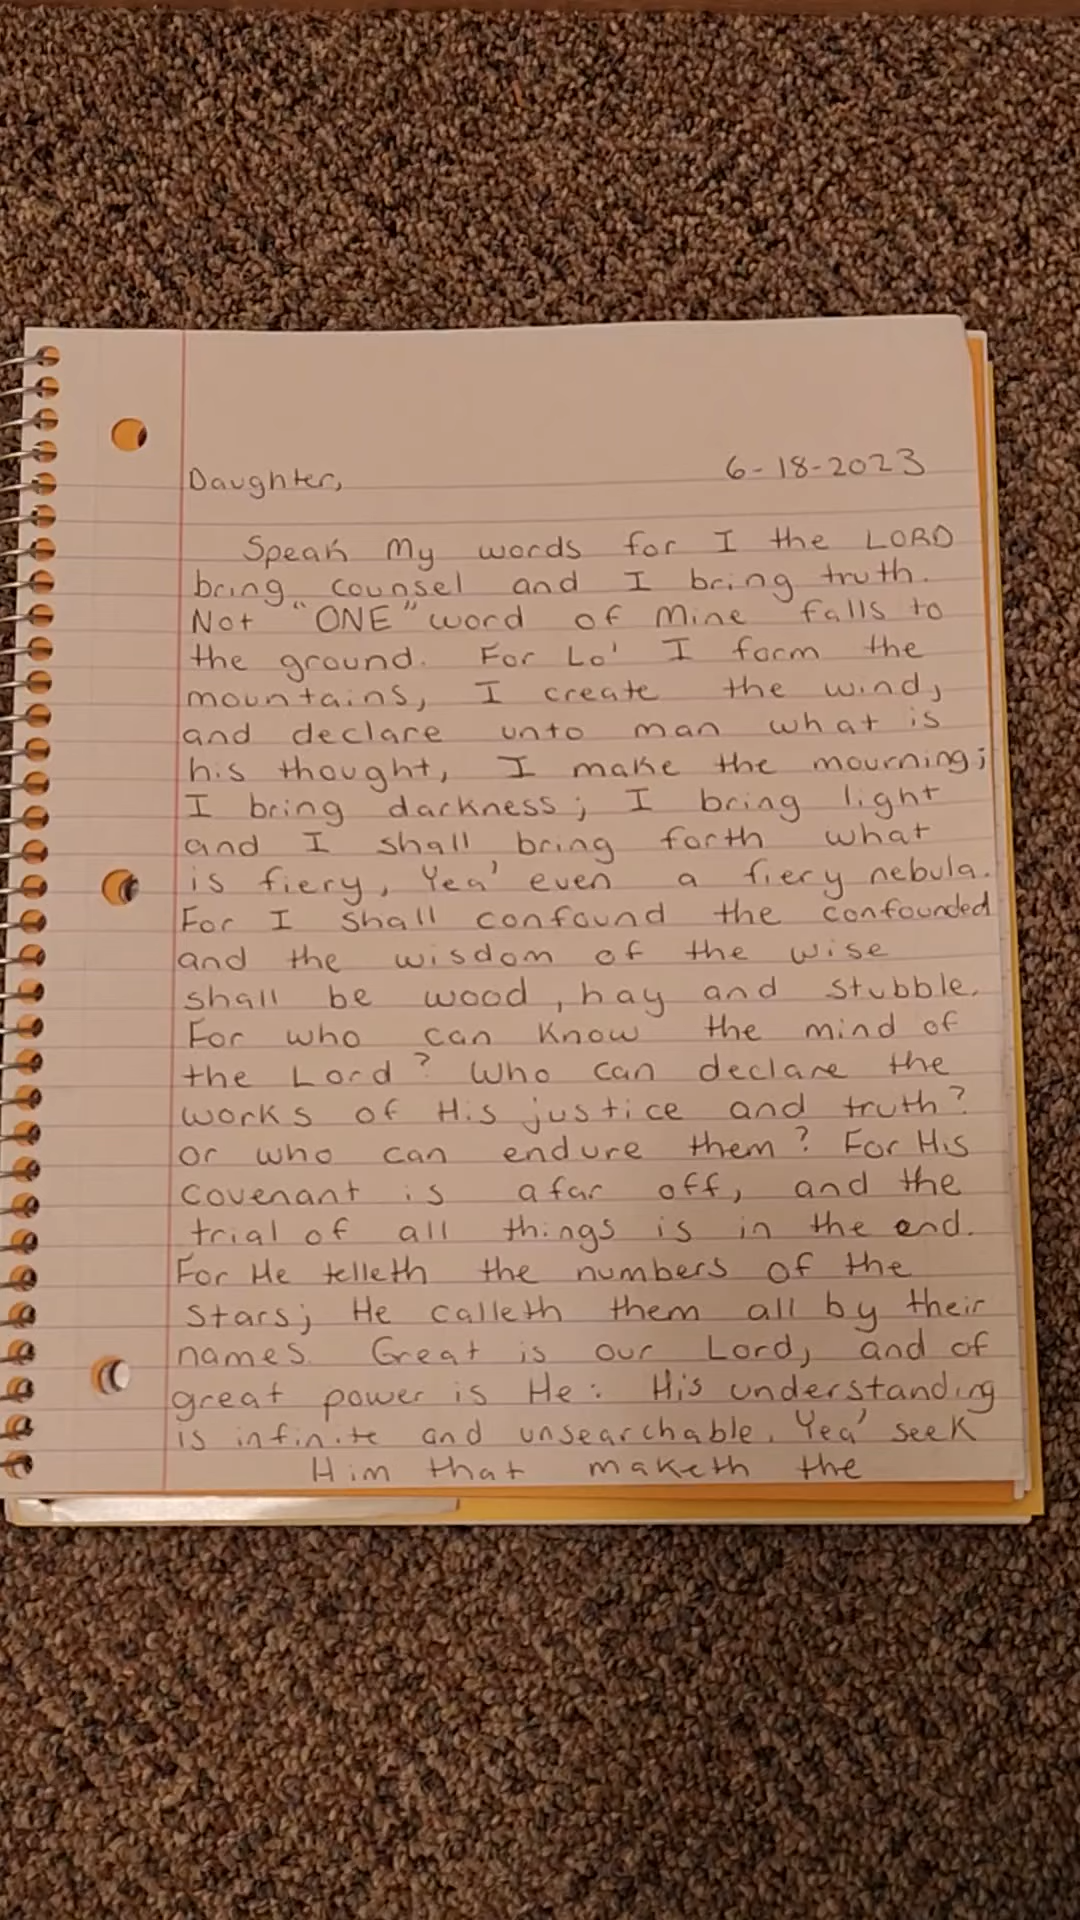 6-18-2023
Daughter,
Speak My words for I the LORD
bring counsel and I bring truth.
Not "ONE" word of Mine falls to
the ground. For Lo' I form the
mountains, I create the wind,
and declare unto man what is
his thought, I make the mourning;
I bring darkness; I bring light
and I shall bring forth what
is fiery, Yea' even a fiery nebula.
For I shall confound the confounded
and the wisdom of the wise
shall be wood, hay and stubble.
For who can know the mind of
the Lord? Who can declare the
works of His justice and truth?
or who can endure them? For His
covenant is afar off, and the
trial of all things is in the end.
For He telleth the numbers of the
stars; He calleth them all by their
names. Great is our Lord, and of
great power is He: His understanding
is infinite and unsearchable. Yea' seek
Him that maketh the